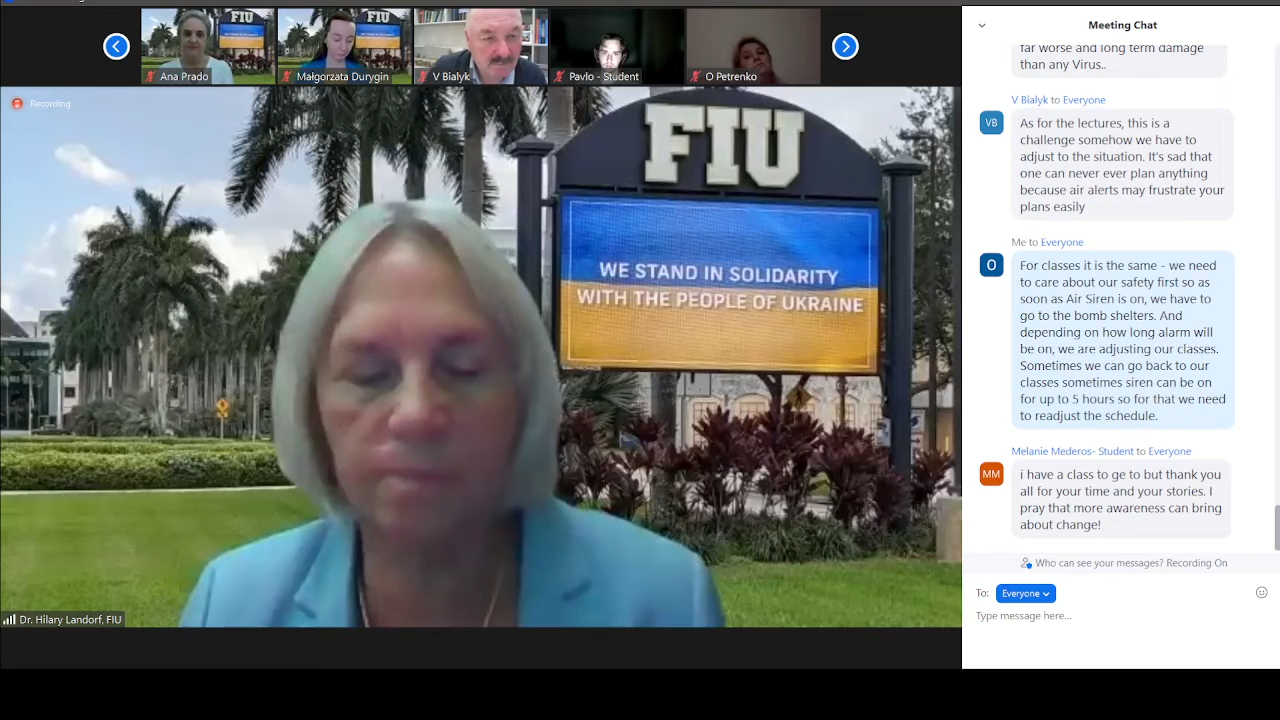 FIU
FIU
Ana Prado
Małgorzata Durygin
V Bialyk
Pavlo - Student
O Petrenko
Recording
FIU
WE STAND IN SOLIDARITY
WITH THE PEOPLE OF UKRAINE
Dr. Hilary Landorf, FIU
Meeting Chat
far worse and long term damage
than any Virus..
V Bialyk to Everyone
VB
As for the lectures, this is a
challenge somehow we have to
adjust to the situation. It's sad that
one can never ever plan anything
because air alerts may frustrate your
plans easily
Me to Everyone
O
For classes it is the same - we need
to care about our safety first so as
soon as Air Siren is on, we have to
go to the bomb shelters. And
depending on how long alarm will
be on, we are adjusting our classes.
Sometimes we can go back to our
classes sometimes siren can be on
for up to 5 hours so for that we need
to readjust the schedule.
Melanie Mederos- Student to Everyone
MM
i have a class to ge to but thank you
all for your time and your stories. I
pray that more awareness can bring
about change!
Who can see your messages? Recording On
To: Everyone
Type message here...